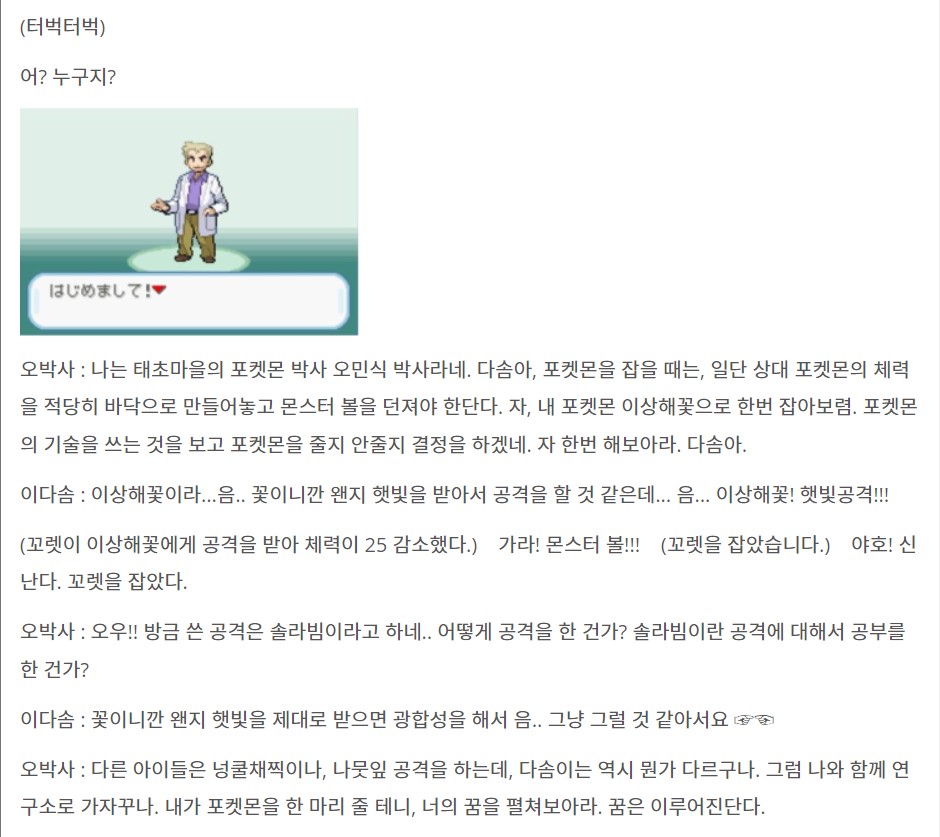 (터벅터벅)
어? 누구지?
はじめまして!
오박사 : 나는 태초마을의 포켓몬 박사 오민식 박사라네. 다솜아, 포켓몬을 잡을 때는, 일단 상대 포켓몬의 체력
을 적당히 바닥으로 만들어놓고 몬스터 볼을 던져야 한단다. 자, 내 포켓몬 이상해꽃으로 한번 잡아보렴. 포켓몬
의 기술을 쓰는 것을 보고 포켓몬을 줄지 안줄지 결정을 하겠네. 자 한번 해보아라. 다솜아.
이다솜 : 이상해꽃이라...음.. 꽃이니깐 왠지 햇빛을 받아서 공격을 할 것 같은데... 음... 이상해꽃! 햇빛공격!!!
(꼬렛이 이상해꽃에게 공격을 받아 체력이 25 감소했다.) 가라! 몬스터 볼!!! (꼬렛을 잡았습니다.) 야호! 신
난다. 꼬렛을 잡았다.
오박사 : 오우!! 방금 쓴 공격은 솔라빔이라고 하네.. 어떻게 공격을 한 건가? 솔라빔이란 공격에 대해서 공부를
한 건가?
이다솜 : 꽃이니깐 왠지 햇빛을 제대로 받으면 광합성을 해서 음.. 그냥 그럴 것 같아서요 ☞☜
오박사 : 다른 아이들은 넝쿨채찍이나, 나뭇잎 공격을 하는데, 다솜이는 역시 뭔가 다르구나. 그럼 나와 함께 연
구소로 가자꾸나. 내가 포켓몬을 한 마리 줄 테니, 너의 꿈을 펼쳐보아라. 꿈은 이루어진단다.